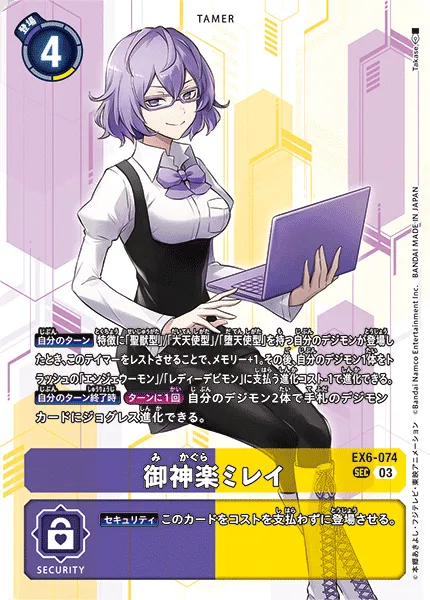 TAMER
登場
4
Takase
©Bandai Namco Entertainment Inc. BANDAI MADE IN JAPAN
©本郷あきよし・フジテレビ・東映アニメーション
自分のターン 特徴に「聖獣型」/「大天使型」/「堕天使型」を持つ自分のデジモンが登場し
たとき、このテイマーをレストさせることで、メモリー+1。その後、自分のデジモン1体をト
ラッシュの「エンジェウーモン」/「レディーデビモン」に支払う進化コスト-1で進化できる。
自分のターン終了時 ターンに1回 自分のデジモン2体で手札のデジモン
カードにジョグレス進化できる。
み かぐら
御神楽ミレイ
EX6-074
SEC 03
セキュリティ このカードをコストを支払わずに登場させる。
SECURITY